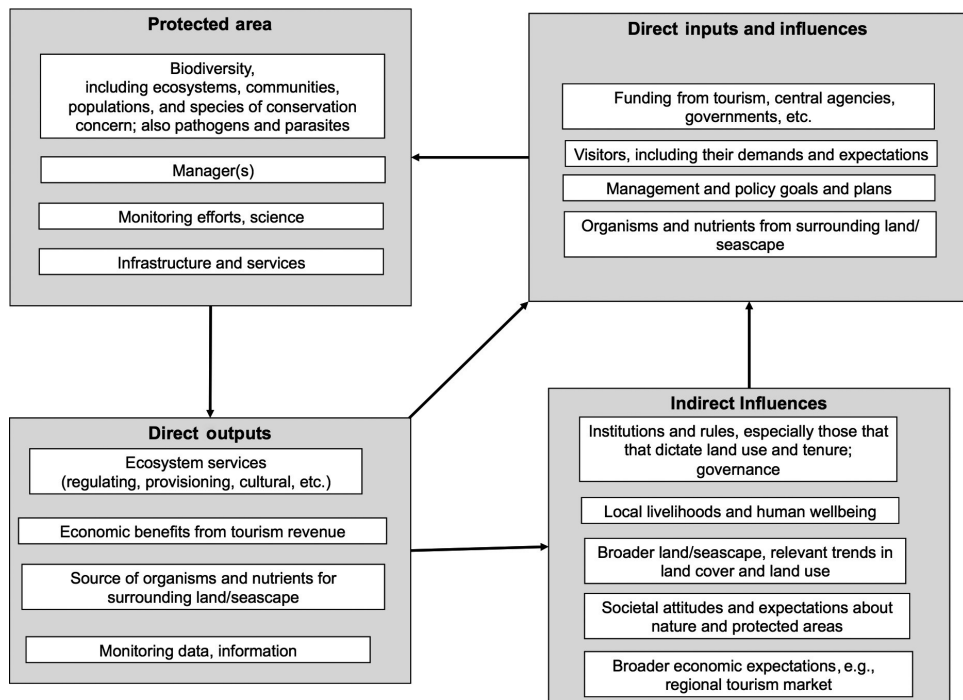 Protected area
Biodiversity,
including ecosystems, communities,
populations, and species of conservation
concern; also pathogens and parasites
Manager(s)
Monitoring efforts, science
Infrastructure and services
Direct inputs and influences
Funding from tourism, central agencies,
governments, etc.
Visitors, including their demands and expectations
Management and policy goals and plans
Organisms and nutrients from surrounding land/
seascape
Direct outputs
Ecosystem services
(regulating, provisioning, cultural, etc.)
Economic benefits from tourism revenue
Source of organisms and nutrients for
surrounding land/seascape
Monitoring data, information
Indirect Influences
Institutions and rules, especially those that
that dictate land use and tenure;
governance
Local livelihoods and human wellbeing
Broader land/seascape, relevant trends in
land cover and land use
Societal attitudes and expectations about
nature and protected areas
Broader economic expectations, e.g.,
regional tourism market